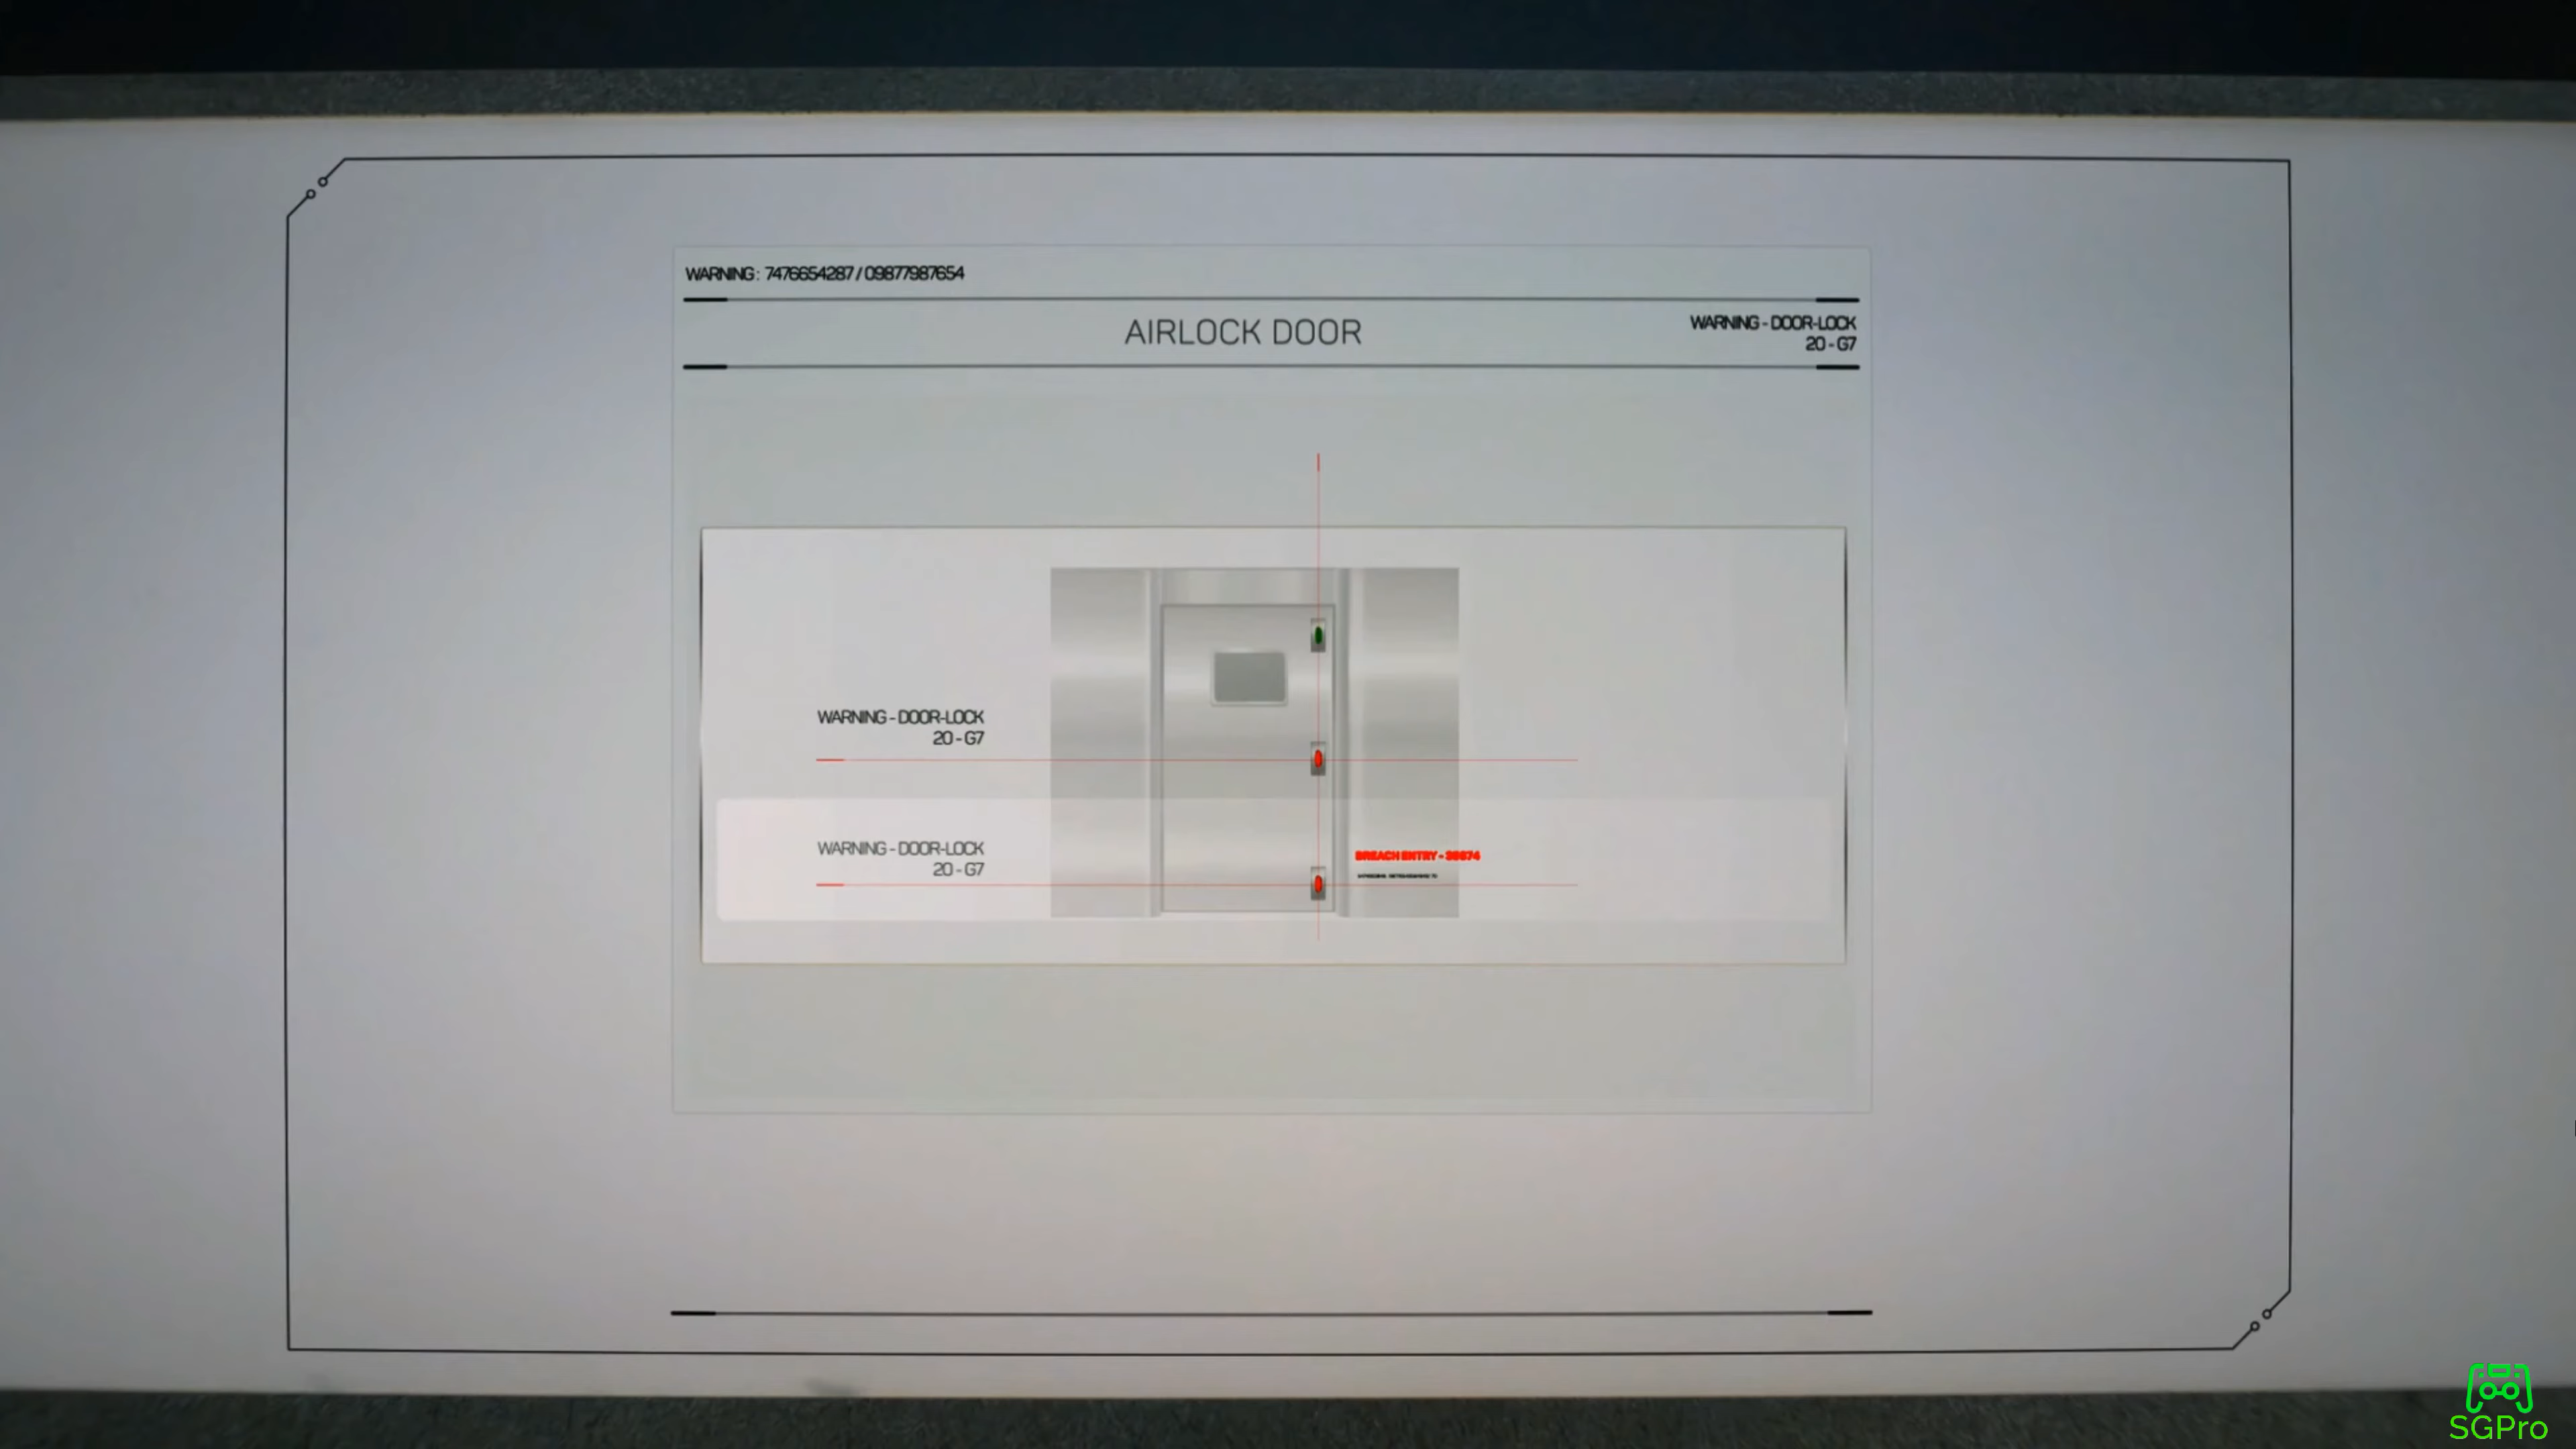 WARNING : 7476654287 / 09877987654
AIRLOCK DOOR
WARNING - DOOR-LOCK
20 - G7
WARNING - DOOR-LOCK
20 - G7
WARNING - DOOR-LOCK
20 - G7
BREACH ENTRY - 36674
SGPro